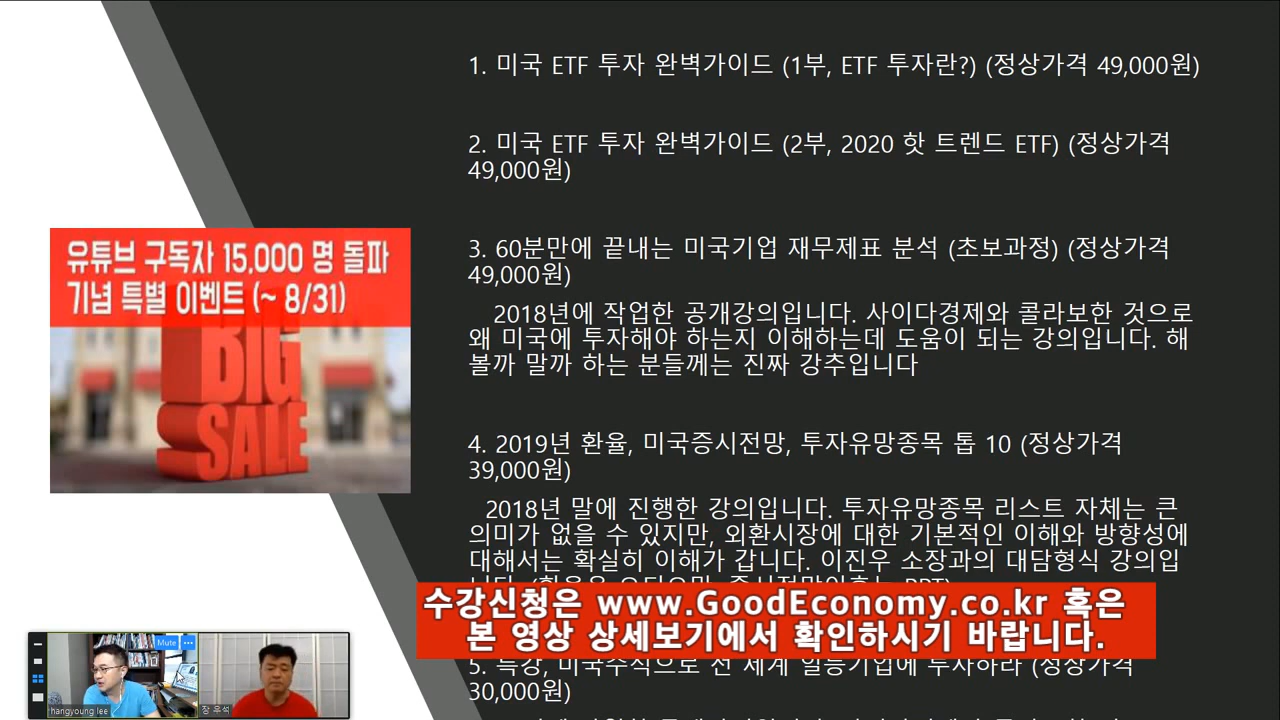 1. 미국 ETF 투자 완벽가이드 (1부, ETF 투자란?) (정상가격 49,000원)
2. 미국 ETF 투자 완벽가이드 (2부, 2020 핫 트렌드 ETF) (정상가격
49,000원)
3. 60분만에 끝내는 미국기업 재무제표 분석 (초보과정) (정상가격
49,000원)
2018년에 작업한 공개강의입니다. 사이다경제와 콜라보한 것으로
왜 미국에 투자해야 하는지 이해하는데 도움이 되는 강의입니다. 해
볼까 말까 하는 분들께는 진짜 강추입니다
4. 2019년 환율, 미국증시전망, 투자유망종목 톱 10 (정상가격
39,000원)
2018년 말에 진행한 강의입니다. 투자유망종목 리스트 자체는 큰
의미가 없을 수 있지만, 외환시장에 대한 기본적인 이해와 방향성에
대해서는 확실히 이해가 갑니다. 이진우 소장과의 대담형식 강의입
5. 특강, 미국주식으로 전 세계 일등기업에 투자하라 (정상가격
30,000원)
유튜브 구독자 15,000 명 돌파
기념 특별 이벤트 (~ 8/31)
BIG
SALE
수강신청은 www.GoodEconomy.co.kr 혹은
본 영상 상세보기에서 확인하시기 바랍니다.
Mute
hangyoung lee
장 우석